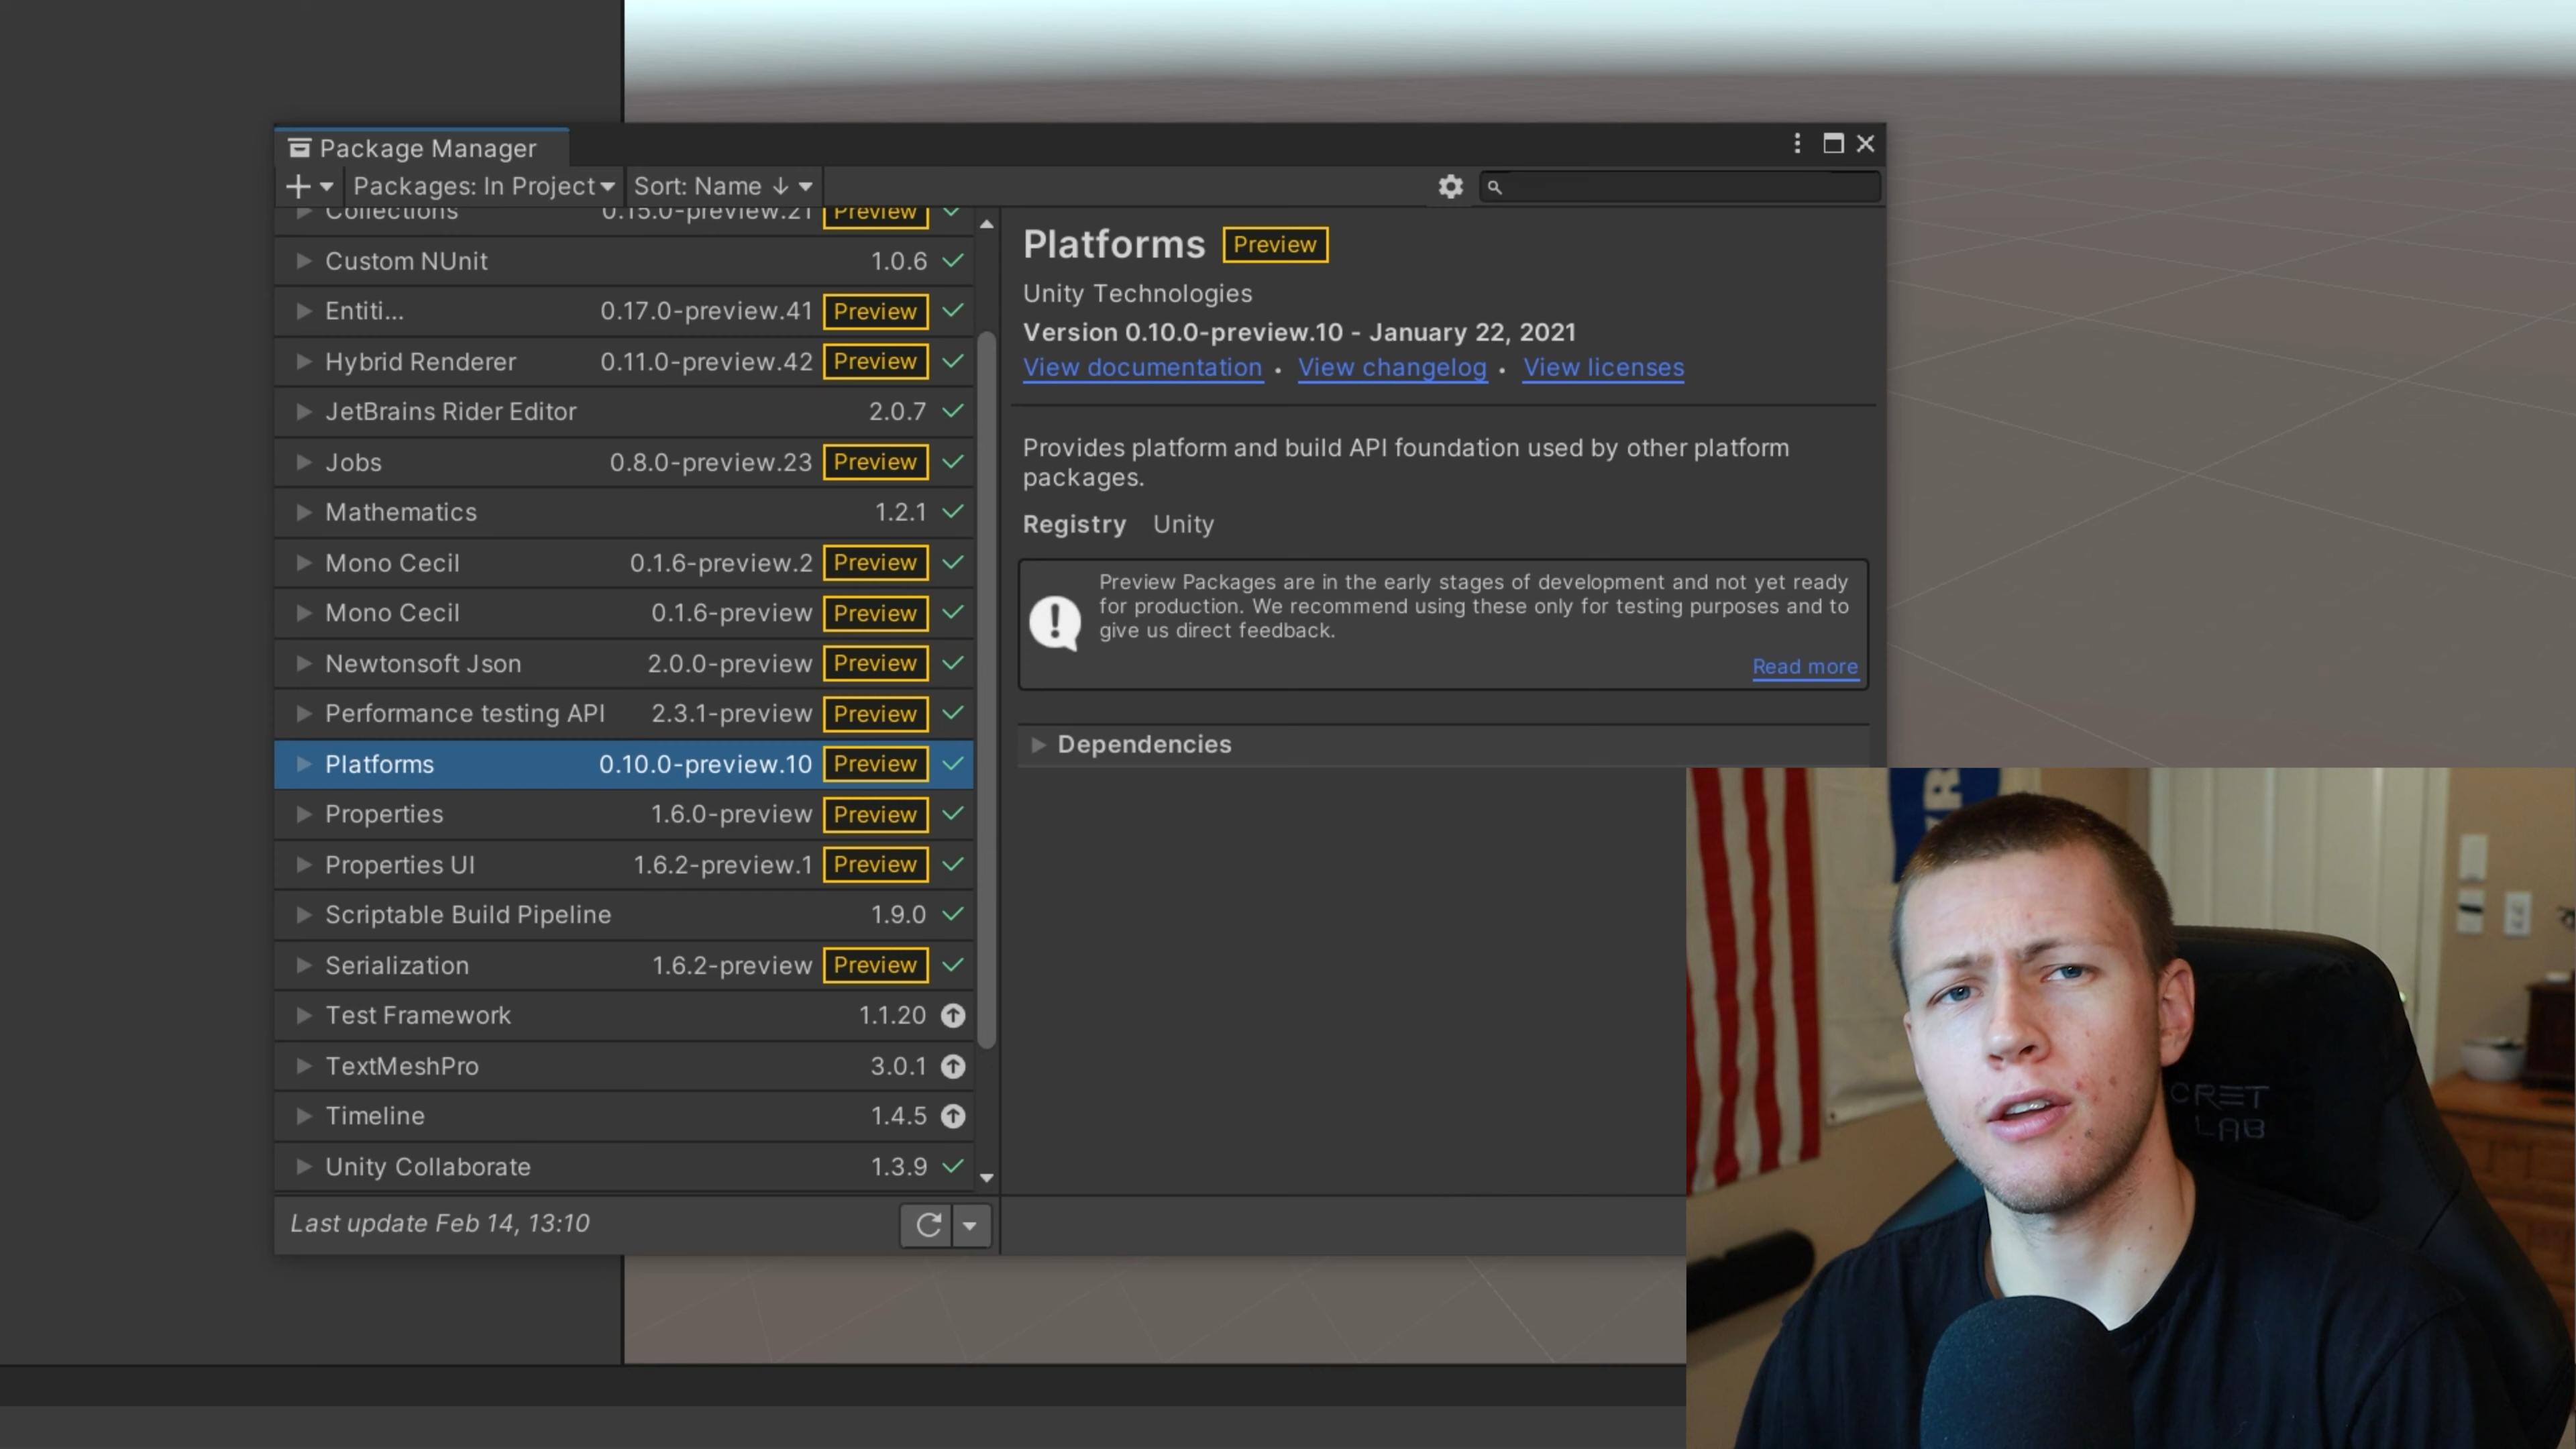 Package Manager
Packages: In Project
Sort: Name
Collections 0.15.0-preview.21 Preview
Custom NUnit 1.0.6
Entiti... 0.17.0-preview.41 Preview
Hybrid Renderer 0.11.0-preview.42 Preview
JetBrains Rider Editor 2.0.7
Jobs 0.8.0-preview.23 Preview
Mathematics 1.2.1
Mono Cecil 0.1.6-preview.2 Preview
Mono Cecil 0.1.6-preview Preview
Newtonsoft Json 2.0.0-preview Preview
Performance testing API 2.3.1-preview Preview
Platforms 0.10.0-preview.10 Preview
Properties 1.6.0-preview Preview
Properties UI 1.6.2-preview.1 Preview
Scriptable Build Pipeline 1.9.0
Serialization 1.6.2-preview Preview
Test Framework 1.1.20
TextMeshPro 3.0.1
Timeline 1.4.5
Unity Collaborate 1.3.9
Last update Feb 14, 13:10
Platforms Preview
Unity Technologies
Version 0.10.0-preview.10 - January 22, 2021
View documentation • View changelog • View licenses
Provides platform and build API foundation used by other platform
packages.
Registry Unity
Preview Packages are in the early stages of development and not yet ready
for production. We recommend using these only for testing purposes and to
give us direct feedback.
Read more
Dependencies
CRET
LAB